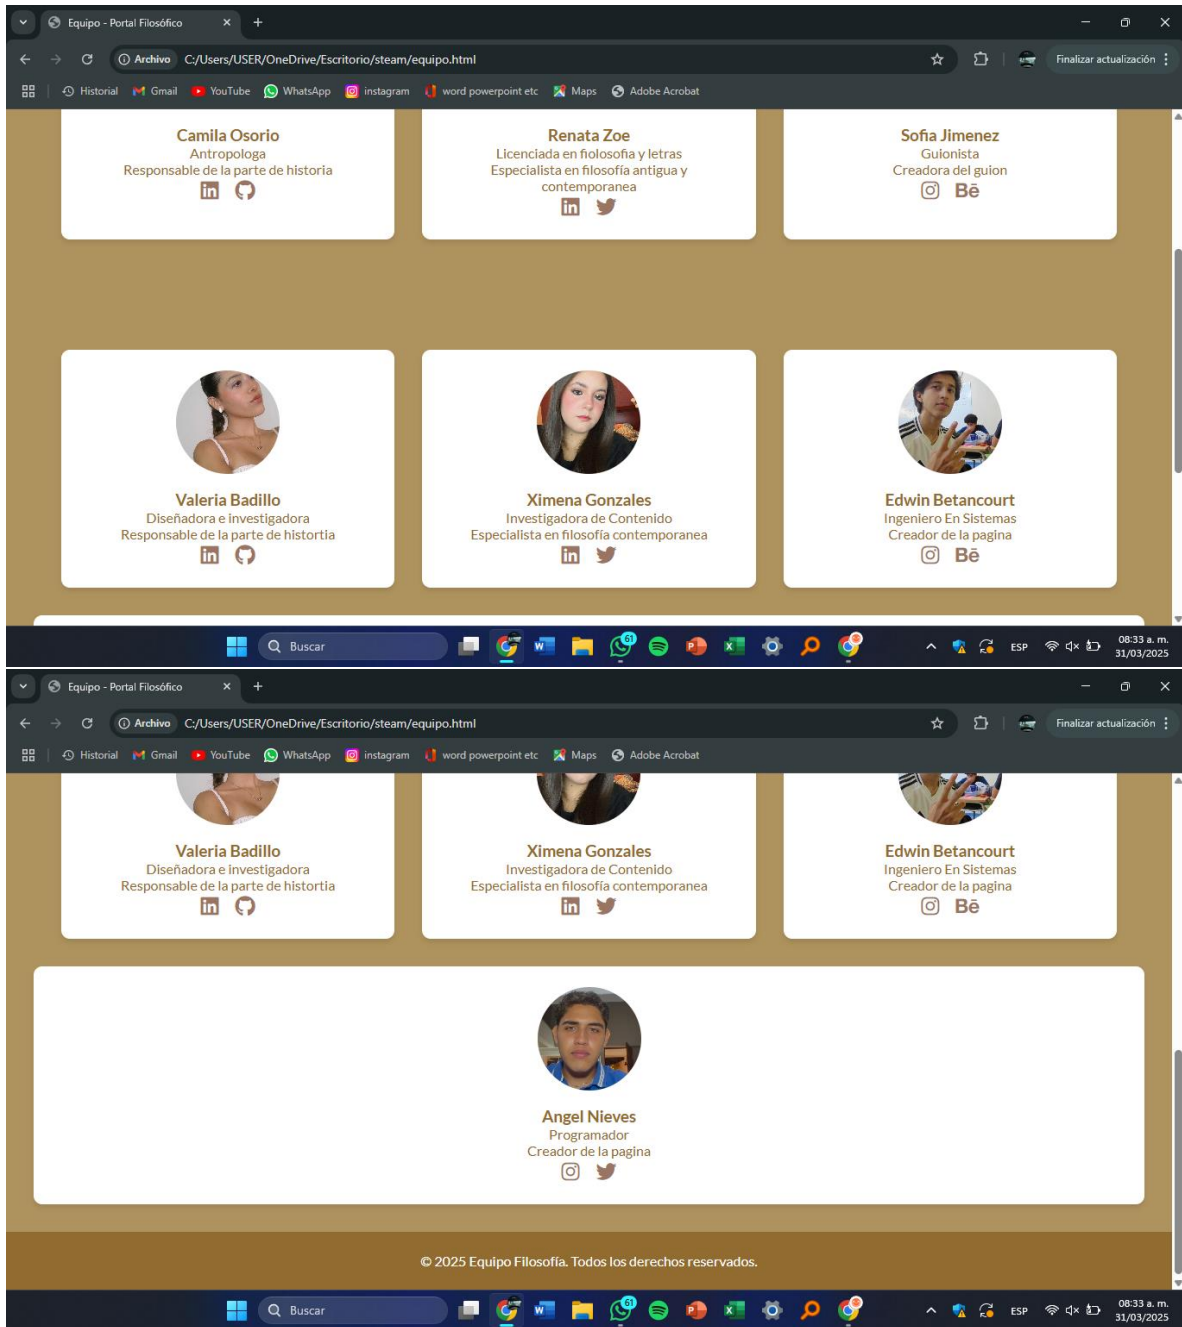 Equipo - Portal Filosófico
Archivo C:/Users/USER/OneDrive/Escritorio/steam/equipo.html Finalizar actualización
Historial Gmail YouTube WhatsApp instagram word powerpoint etc Maps Adobe Acrobat
Camila Osorio
Antropologa
Responsable de la parte de historia
Renata Zoe
Licenciada en fiolosofia y letras
Especialista en filosofía antigua y
contemporanea
Sofia Jimenez
Guionista
Creadora del guion
Bē
Valeria Badillo
Diseñadora e investigadora
Responsable de la parte de histortia
Ximena Gonzales
Investigadora de Contenido
Especialista en filosofía contemporanea
Edwin Betancourt
Ingeniero En Sistemas
Creador de la pagina
Bē
Buscar
61
ESP
08:33 a. m.
31/03/2025
Equipo - Portal Filosófico
Archivo C:/Users/USER/OneDrive/Escritorio/steam/equipo.html Finalizar actualización
Historial Gmail YouTube WhatsApp instagram word powerpoint etc Maps Adobe Acrobat
Valeria Badillo
Diseñadora e investigadora
Responsable de la parte de histortia
Ximena Gonzales
Investigadora de Contenido
Especialista en filosofía contemporanea
Edwin Betancourt
Ingeniero En Sistemas
Creador de la pagina
Bē
Angel Nieves
Programador
Creador de la pagina
© 2025 Equipo Filosofía. Todos los derechos reservados.
Buscar
61
ESP
08:33 a. m.
31/03/2025